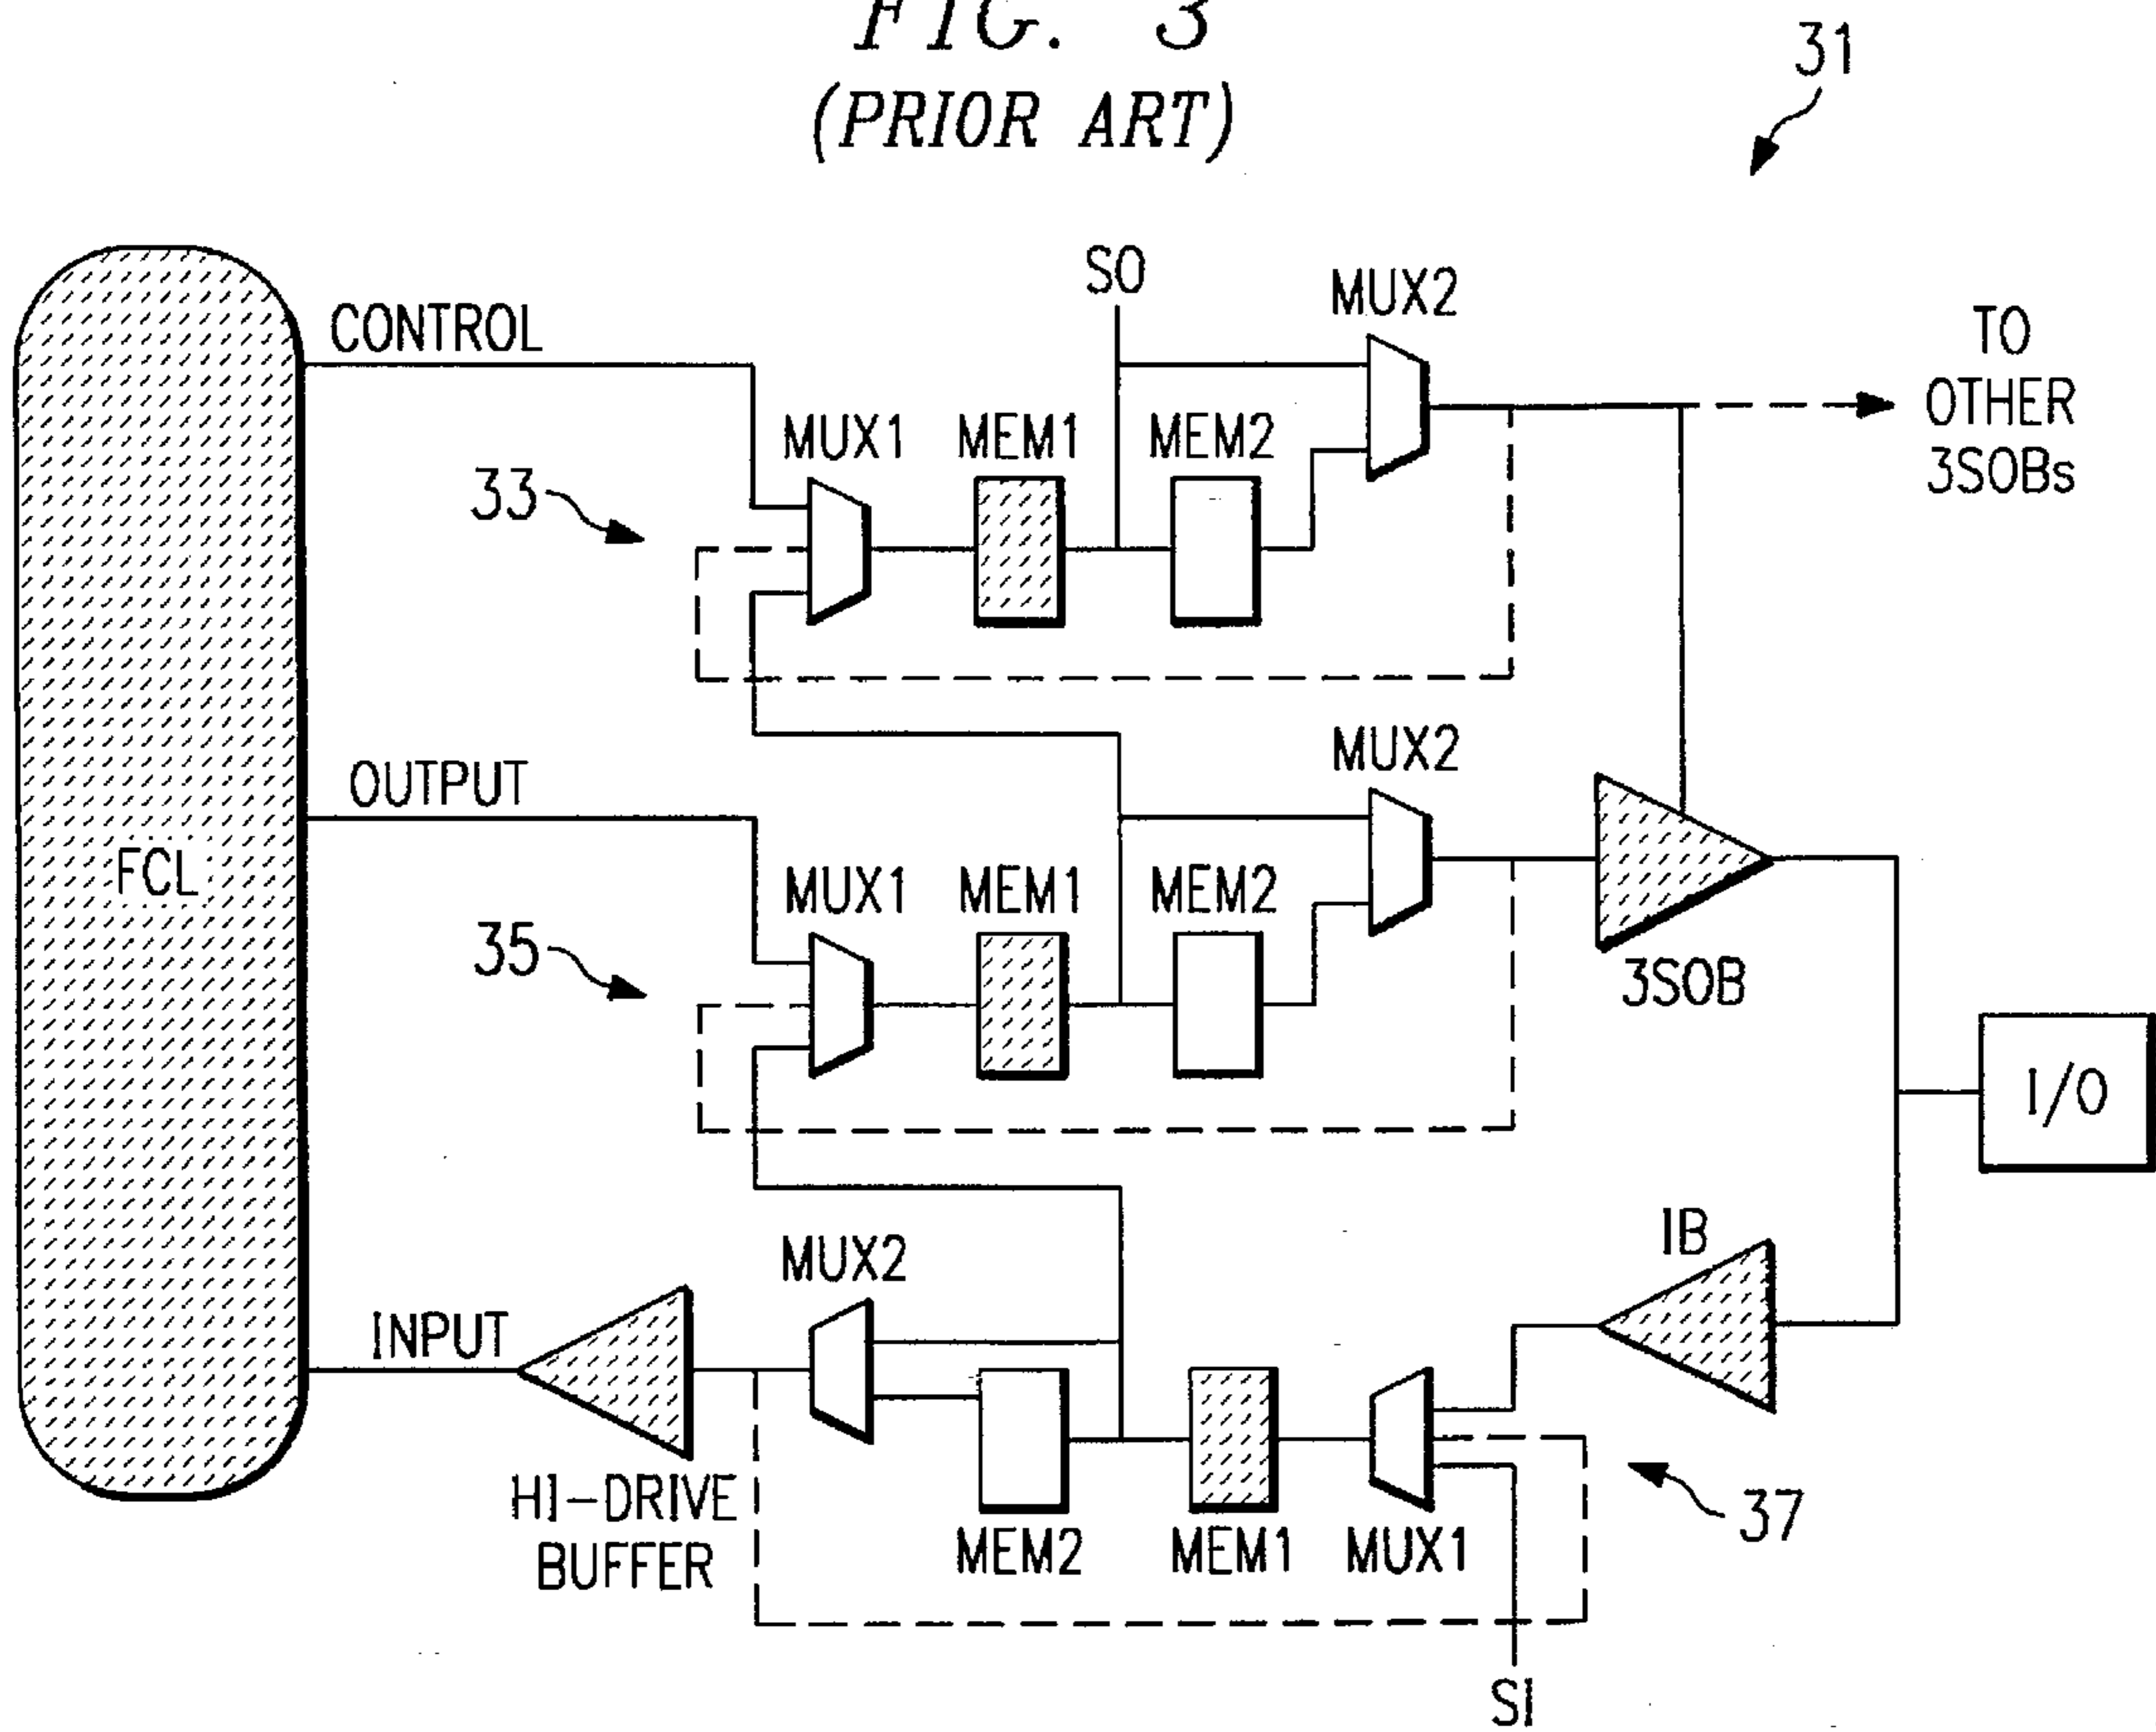 FIG. 3
(PRIOR ART)
31
SO
MUX2
CONTROL
TO
OTHER
3SOBs
MUX1
MEM1
MEM2
33
MUX2
OUTPUT
FCL
MUX1
MEM1
MEM2
35
3SOB
I/O
IB
MUX2
INPUT
HI-DRIVE
BUFFER
MEM2
MEM1
MUX1
37
SI